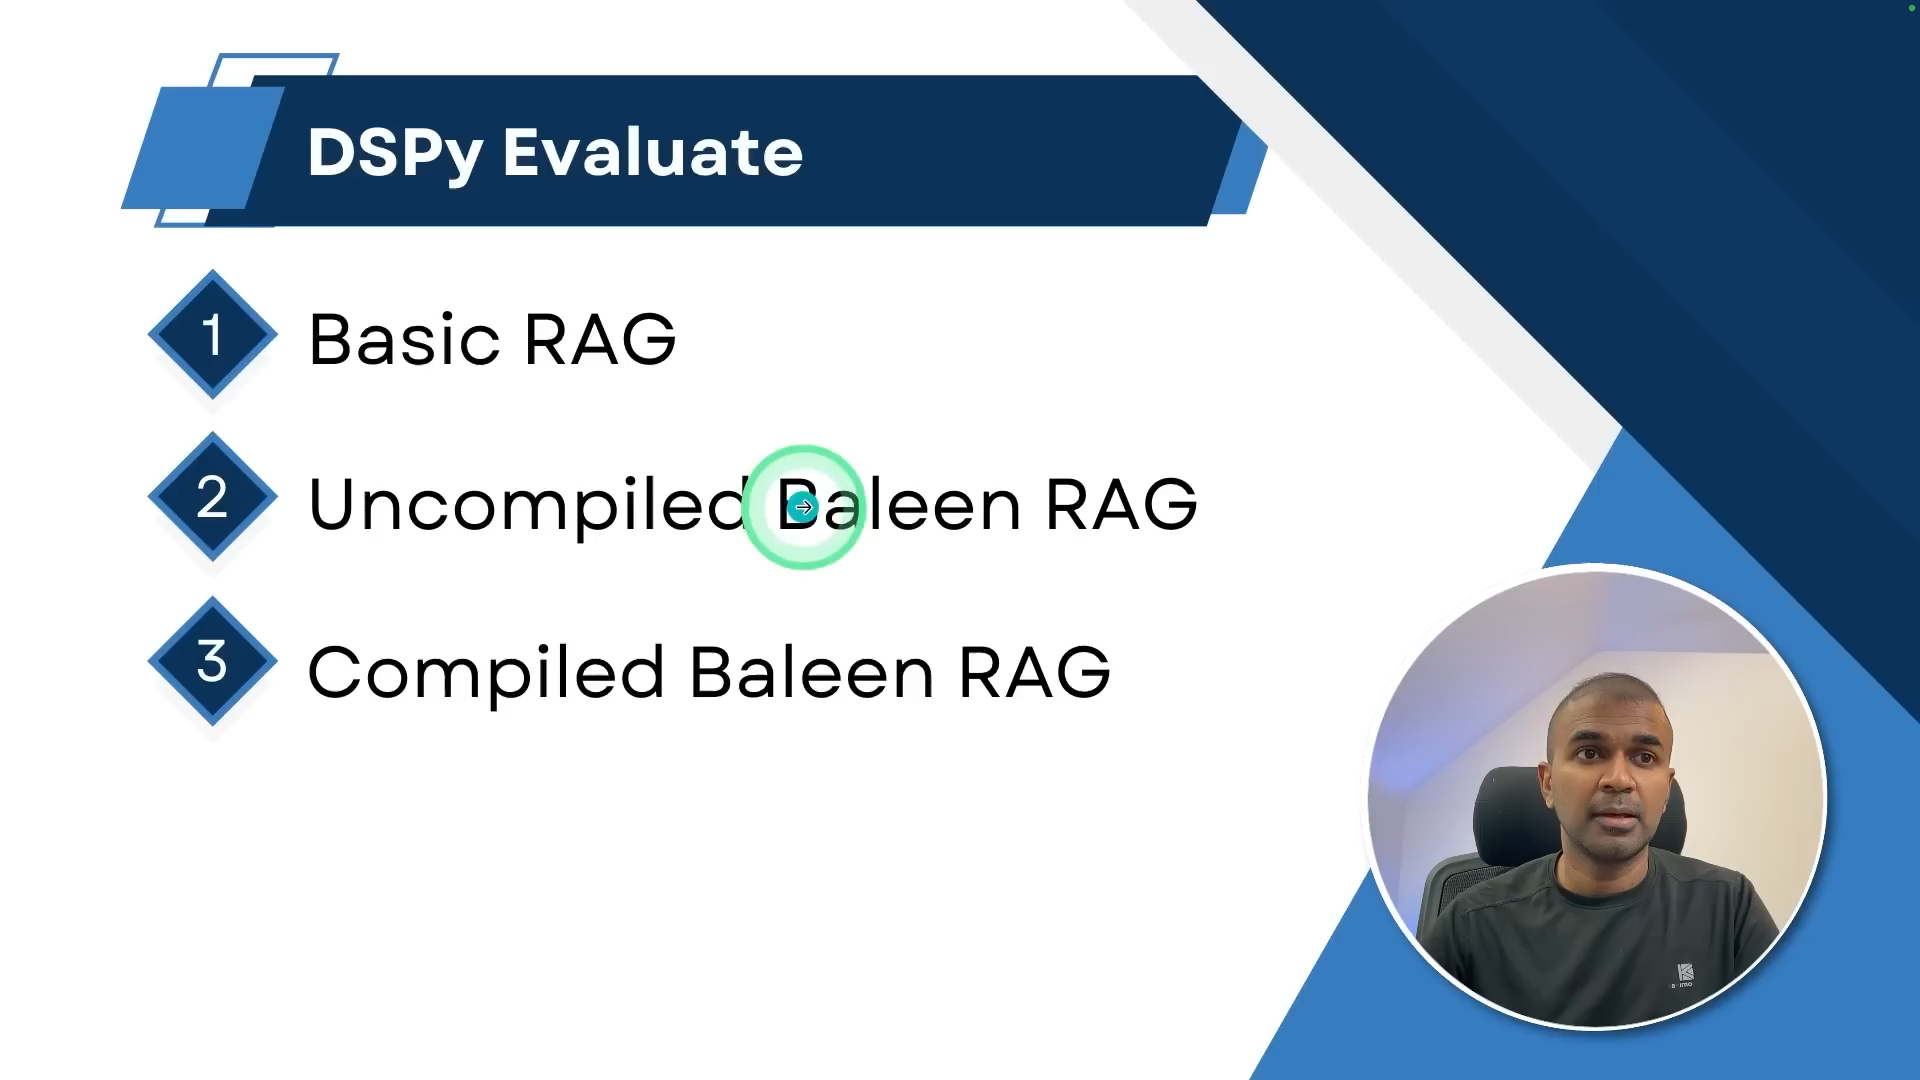 DSPy Evaluate
1 Basic RAG
2 Uncompiled Baleen RAG
3 Compiled Baleen RAG